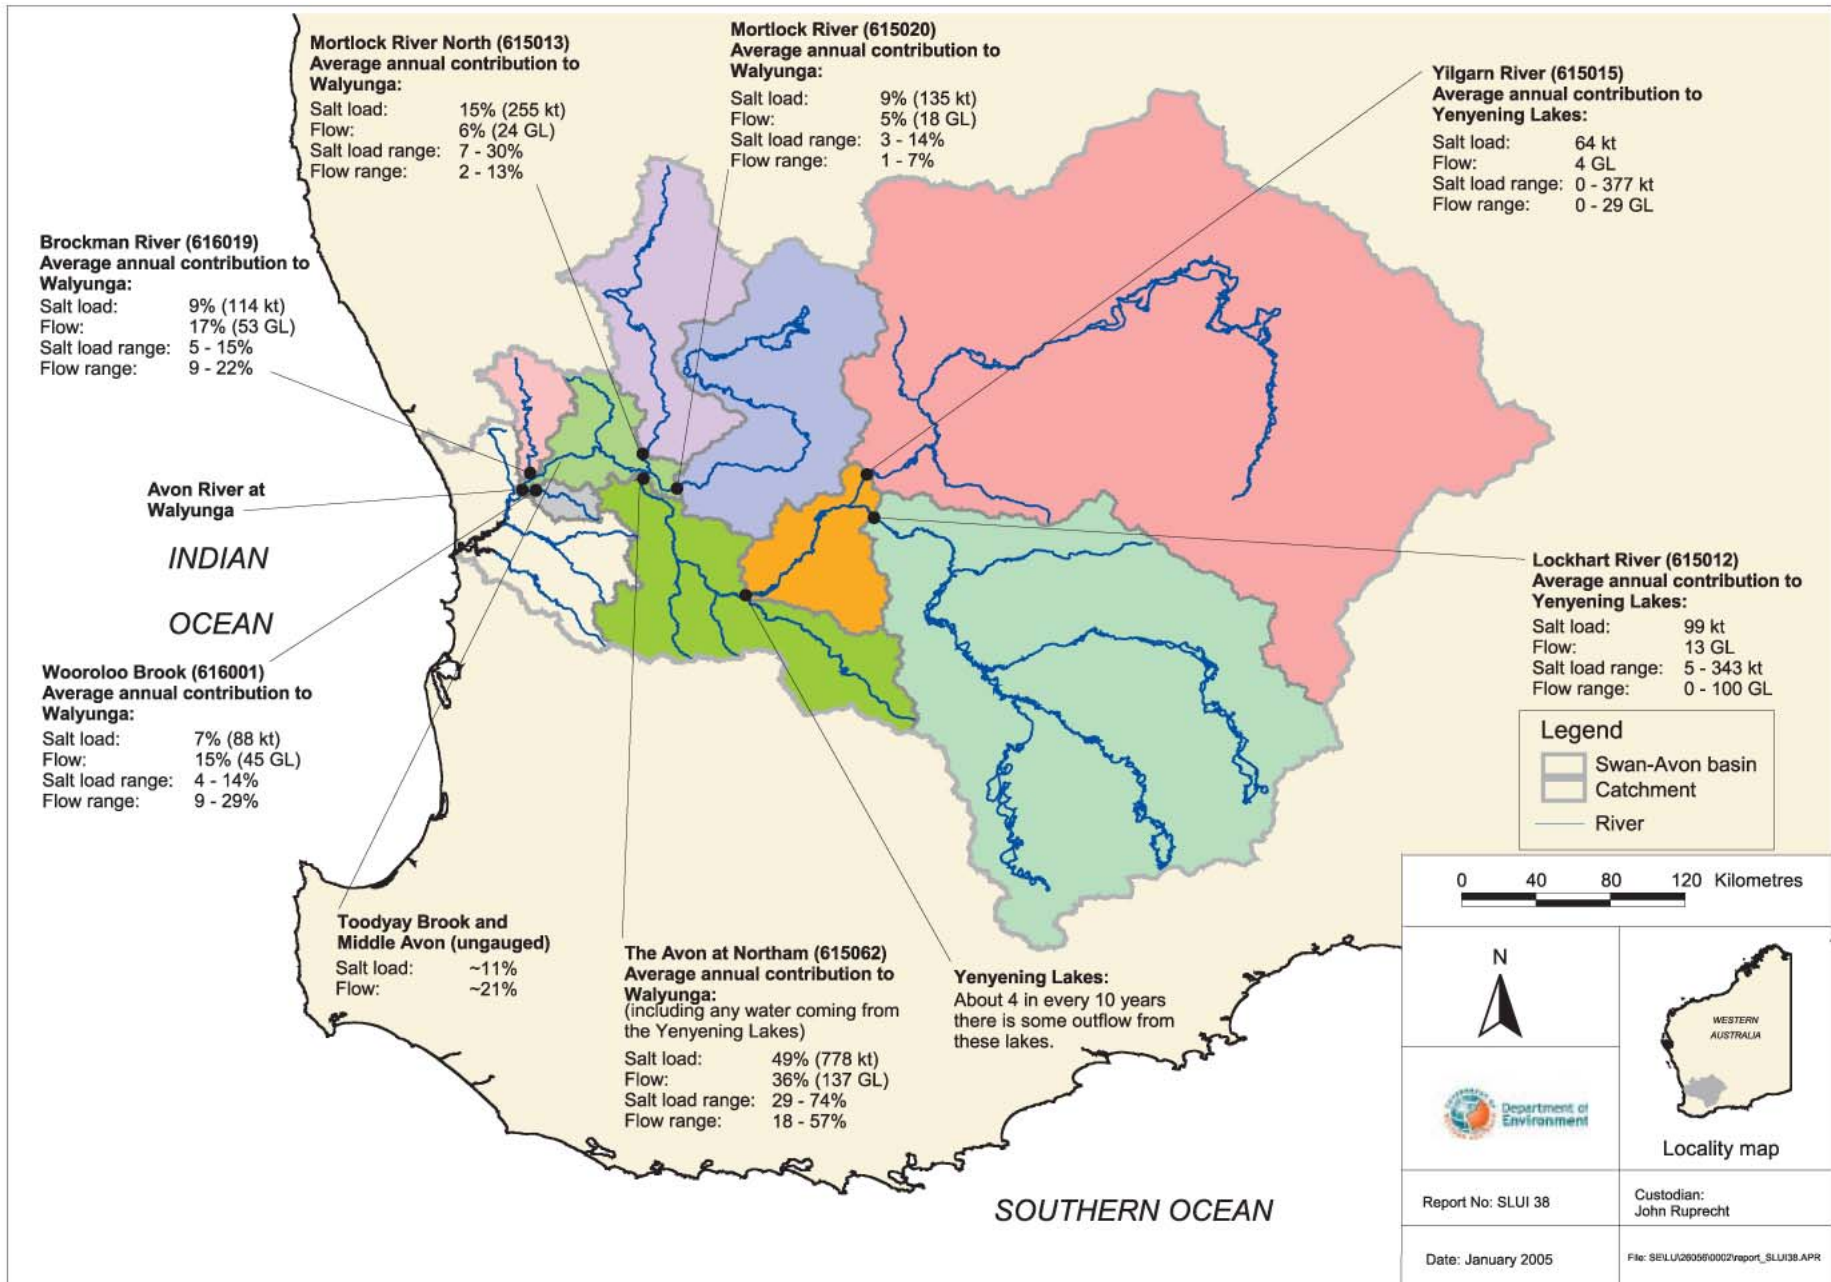 Mortlock River North (615013)
Average annual contribution to
Walyunga:
Salt load: 15% (255 kt)
Flow: 6% (24 GL)
Salt load range: 7 - 30%
Flow range: 2 - 13%
Mortlock River (615020)
Average annual contribution to
Walyunga:
Salt load: 9% (135 kt)
Flow: 5% (18 GL)
Salt load range: 3 - 14%
Flow range: 1 - 7%
Yilgarn River (615015)
Average annual contribution to
Yenyening Lakes:
Salt load: 64 kt
Flow: 4 GL
Salt load range: 0 - 377 kt
Flow range: 0 - 29 GL
Brockman River (616019)
Average annual contribution to
Walyunga:
Salt load: 9% (114 kt)
Flow: 17% (53 GL)
Salt load range: 5 - 15%
Flow range: 9 - 22%
Avon River at
Walyunga
INDIAN
OCEAN
Lockhart River (615012)
Average annual contribution to
Yenyening Lakes:
Salt load: 99 kt
Flow: 13 GL
Salt load range: 5 - 343 kt
Flow range: 0 - 100 GL
Wooroloo Brook (616001)
Average annual contribution to
Walyunga:
Salt load: 7% (88 kt)
Flow: 15% (45 GL)
Salt load range: 4 - 14%
Flow range: 9 - 29%
Legend
Swan-Avon basin
Catchment
River
0 40 80 120 Kilometres
Toodyay Brook and
Middle Avon (ungauged)
Salt load: ~11%
Flow: ~21%
The Avon at Northam (615062)
Average annual contribution to
Walyunga:
(including any water coming from
the Yenyening Lakes)
Salt load: 49% (778 kt)
Flow: 36% (137 GL)
Salt load range: 29 - 74%
Flow range: 18 - 57%
Yenyening Lakes:
About 4 in every 10 years
there is some outflow from
these lakes.
N
WESTERN
AUSTRALIA
Locality map
Department of
Environment
SOUTHERN OCEAN
Report No: SLUI 38
Custodian:
John Ruprecht
Date: January 2005
File: SE\LU\26056\0002\report_SLUI38.APR